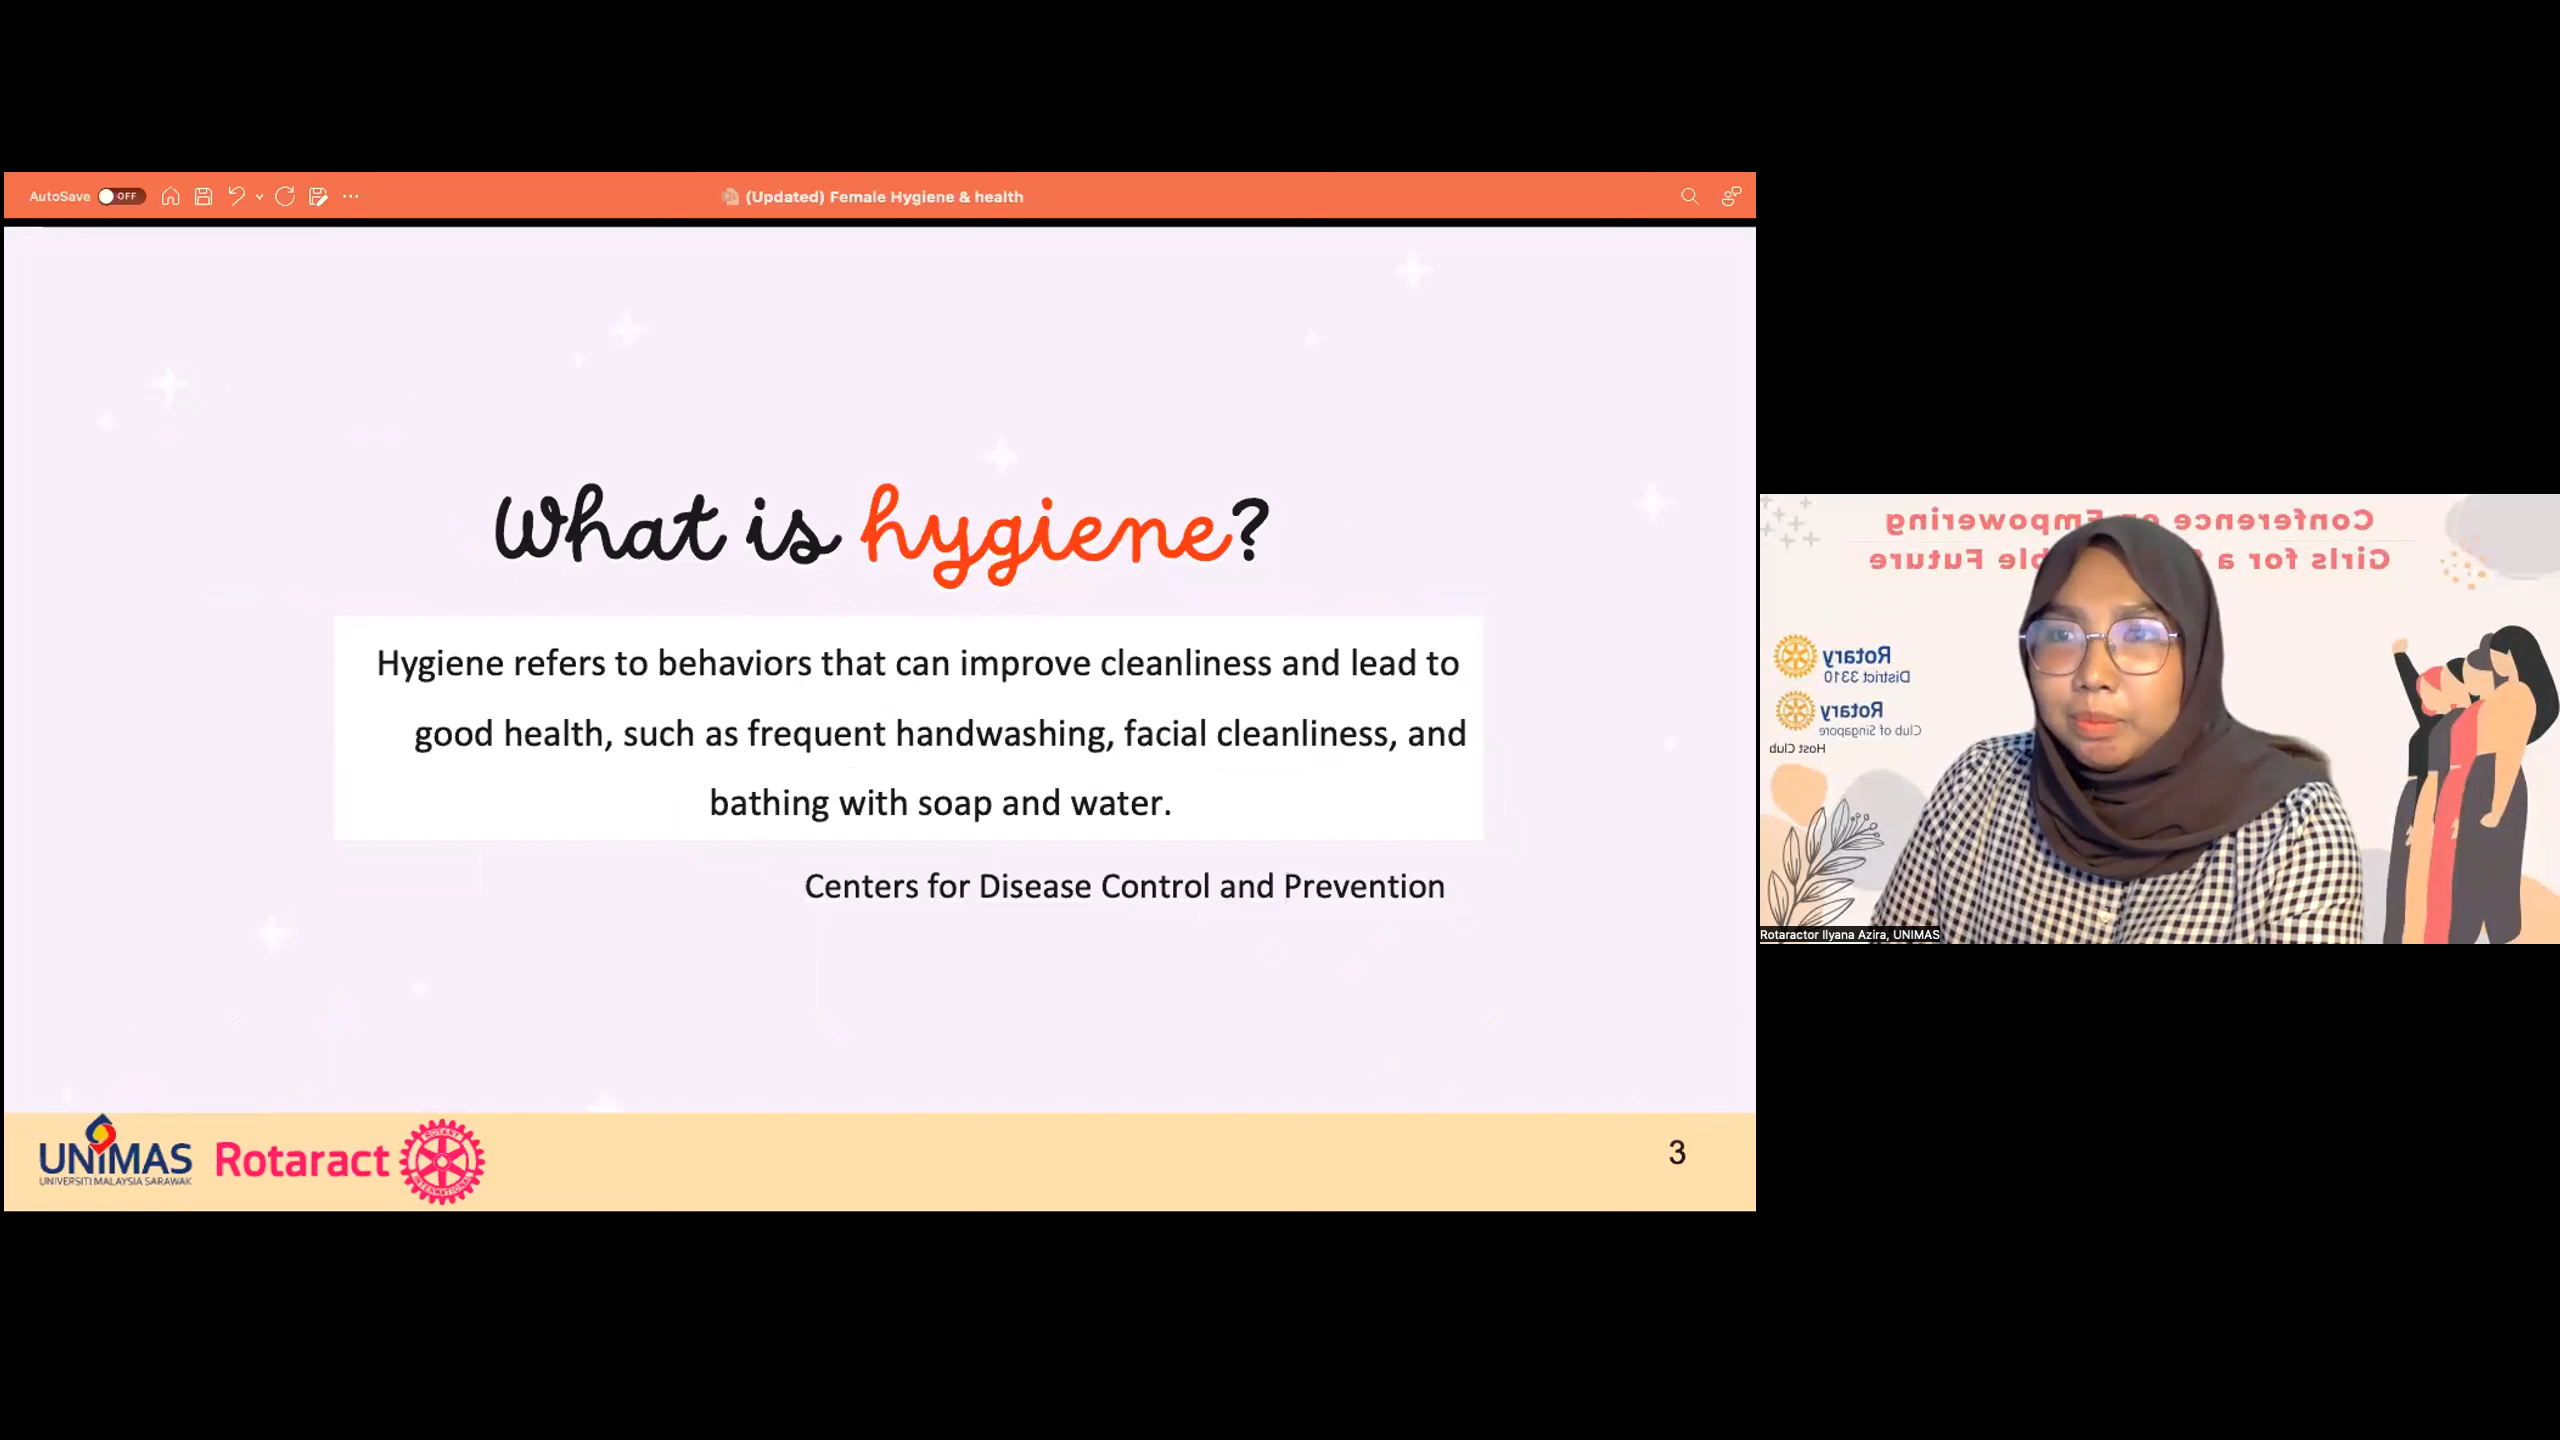 AutoSave OFF
(Updated) Female Hygiene & health
What is hygiene?
Hygiene refers to behaviors that can improve cleanliness and lead to
good health, such as frequent handwashing, facial cleanliness, and
bathing with soap and water.
Centers for Disease Control and Prevention
UNIMAS
UNIVERSITI MALAYSIA SARAWAK
Rotaract
ROTARY
INTERNATIONAL
3
Conference on Empowering
Girls for a Future
Rotary
District 3310
Rotary
Club of Singapore
Host Club
Rotaractor Ilyana Azira, UNIMAS